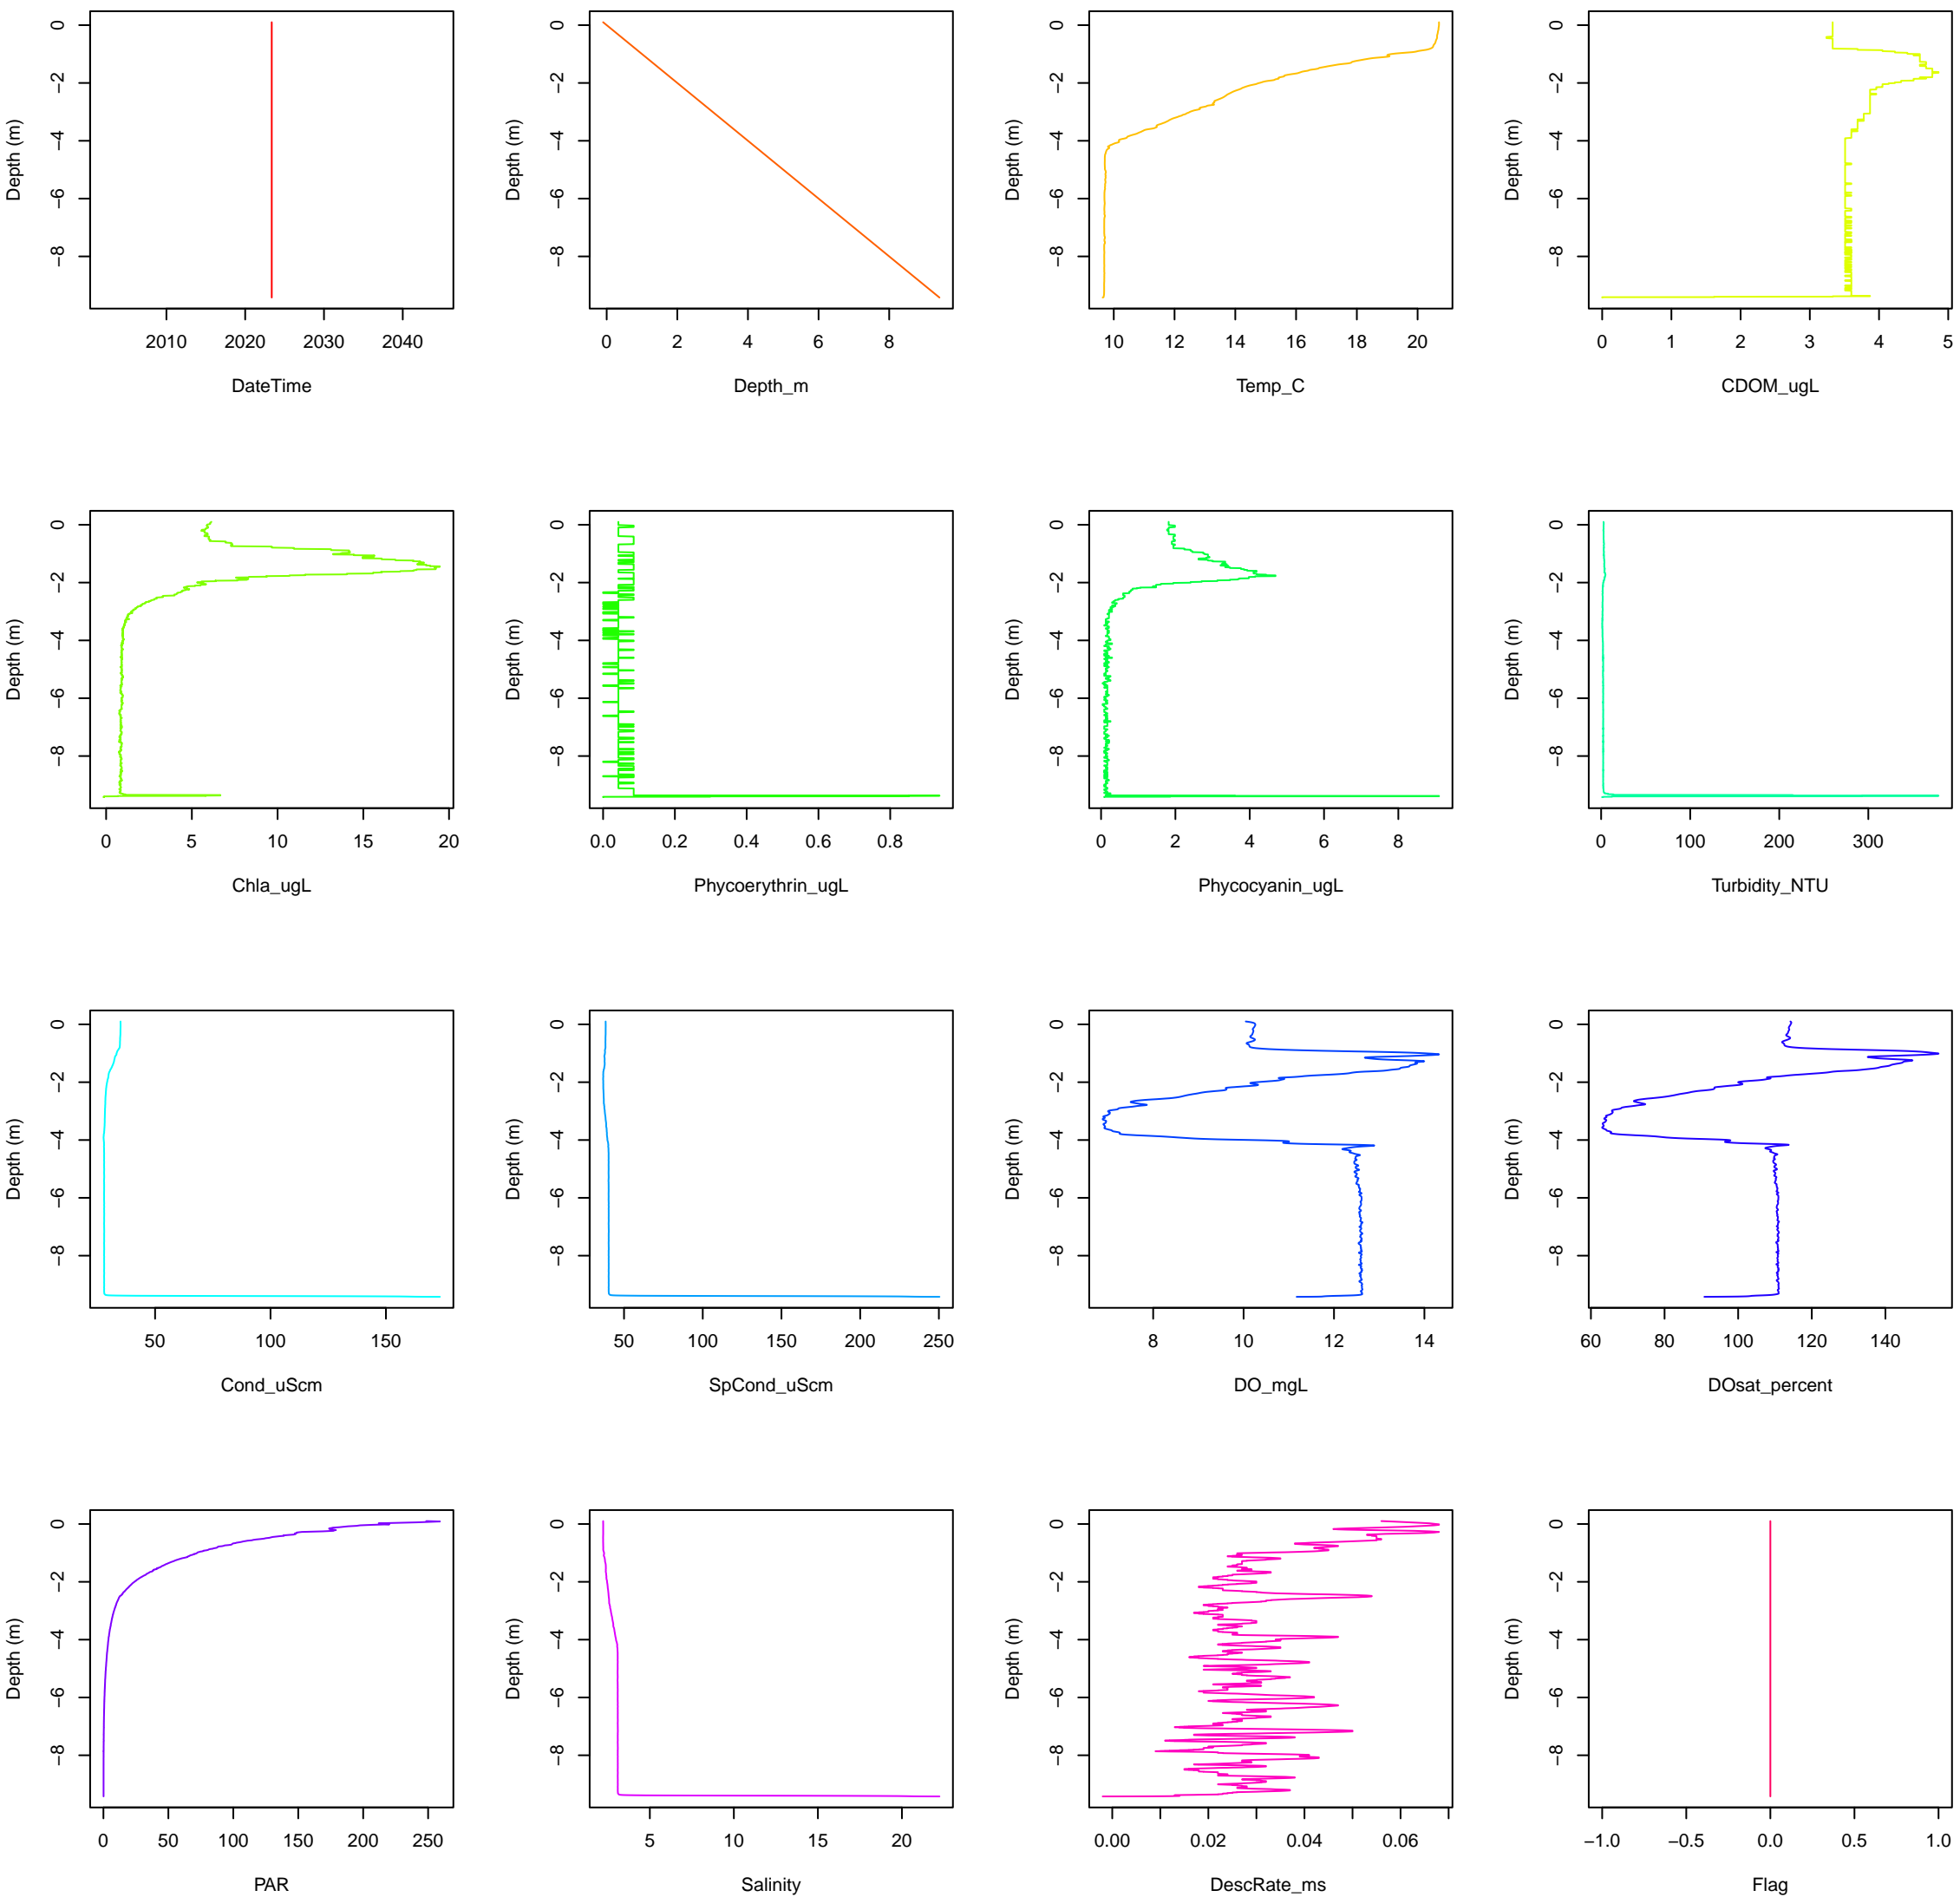 0 0 0 0
−2 −2 −2 −2
Depth (m) Depth (m) Depth (m) Depth (m)
−4 −4 −4 −4
−6 −6 −6 −6
−8 −8 −8 −8
2010 2020 2030 2040 0 2 4 6 8 10 12 14 16 18 20 0 1 2 3 4 5
DateTime Depth_m Temp_C CDOM_ugL
0 0 0 0
−2 −2 −2 −2
Depth (m) Depth (m) Depth (m) Depth (m)
−4 −4 −4 −4
−6 −6 −6 −6
−8 −8 −8 −8
0 5 10 15 20 0.0 0.2 0.4 0.6 0.8 0 2 4 6 8 0 100 200 300
Chla_ugL Phycoerythrin_ugL Phycocyanin_ugL Turbidity_NTU
0 0 0 0
−2 −2 −2 −2
Depth (m) Depth (m) Depth (m) Depth (m)
−4 −4 −4 −4
−6 −6 −6 −6
−8 −8 −8 −8
50 100 150 50 100 150 200 250 8 10 12 14 60 80 100 120 140
Cond_uScm SpCond_uScm DO_mgL DOsat_percent
0 0 0 0
−2 −2 −2 −2
Depth (m) Depth (m) Depth (m) Depth (m)
−4 −4 −4 −4
−6 −6 −6 −6
−8 −8 −8 −8
0 50 100 150 200 250 5 10 15 20 0.00 0.02 0.04 0.06 −1.0 −0.5 0.0 0.5 1.0
PAR Salinity DescRate_ms Flag